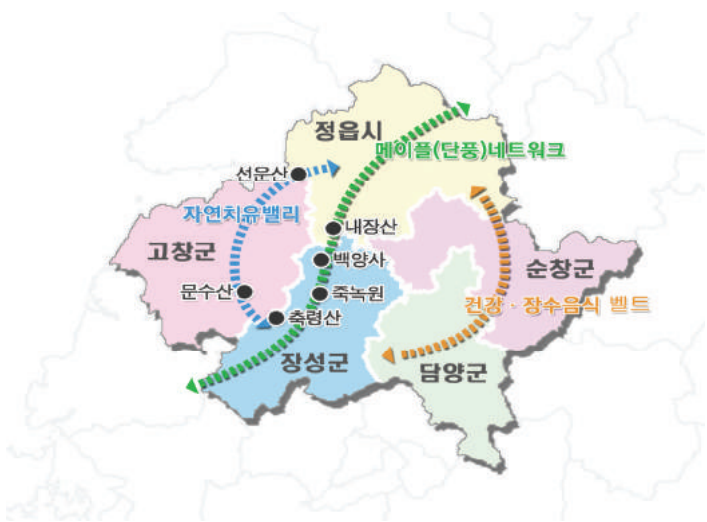 정읍시
메이플(단풍)네트워크
선운산
자연치유밸리
내장산
고창군
백양사
순창군
문수산
죽녹원
건강·장수음식 벨트
축령산
장성군
담양군